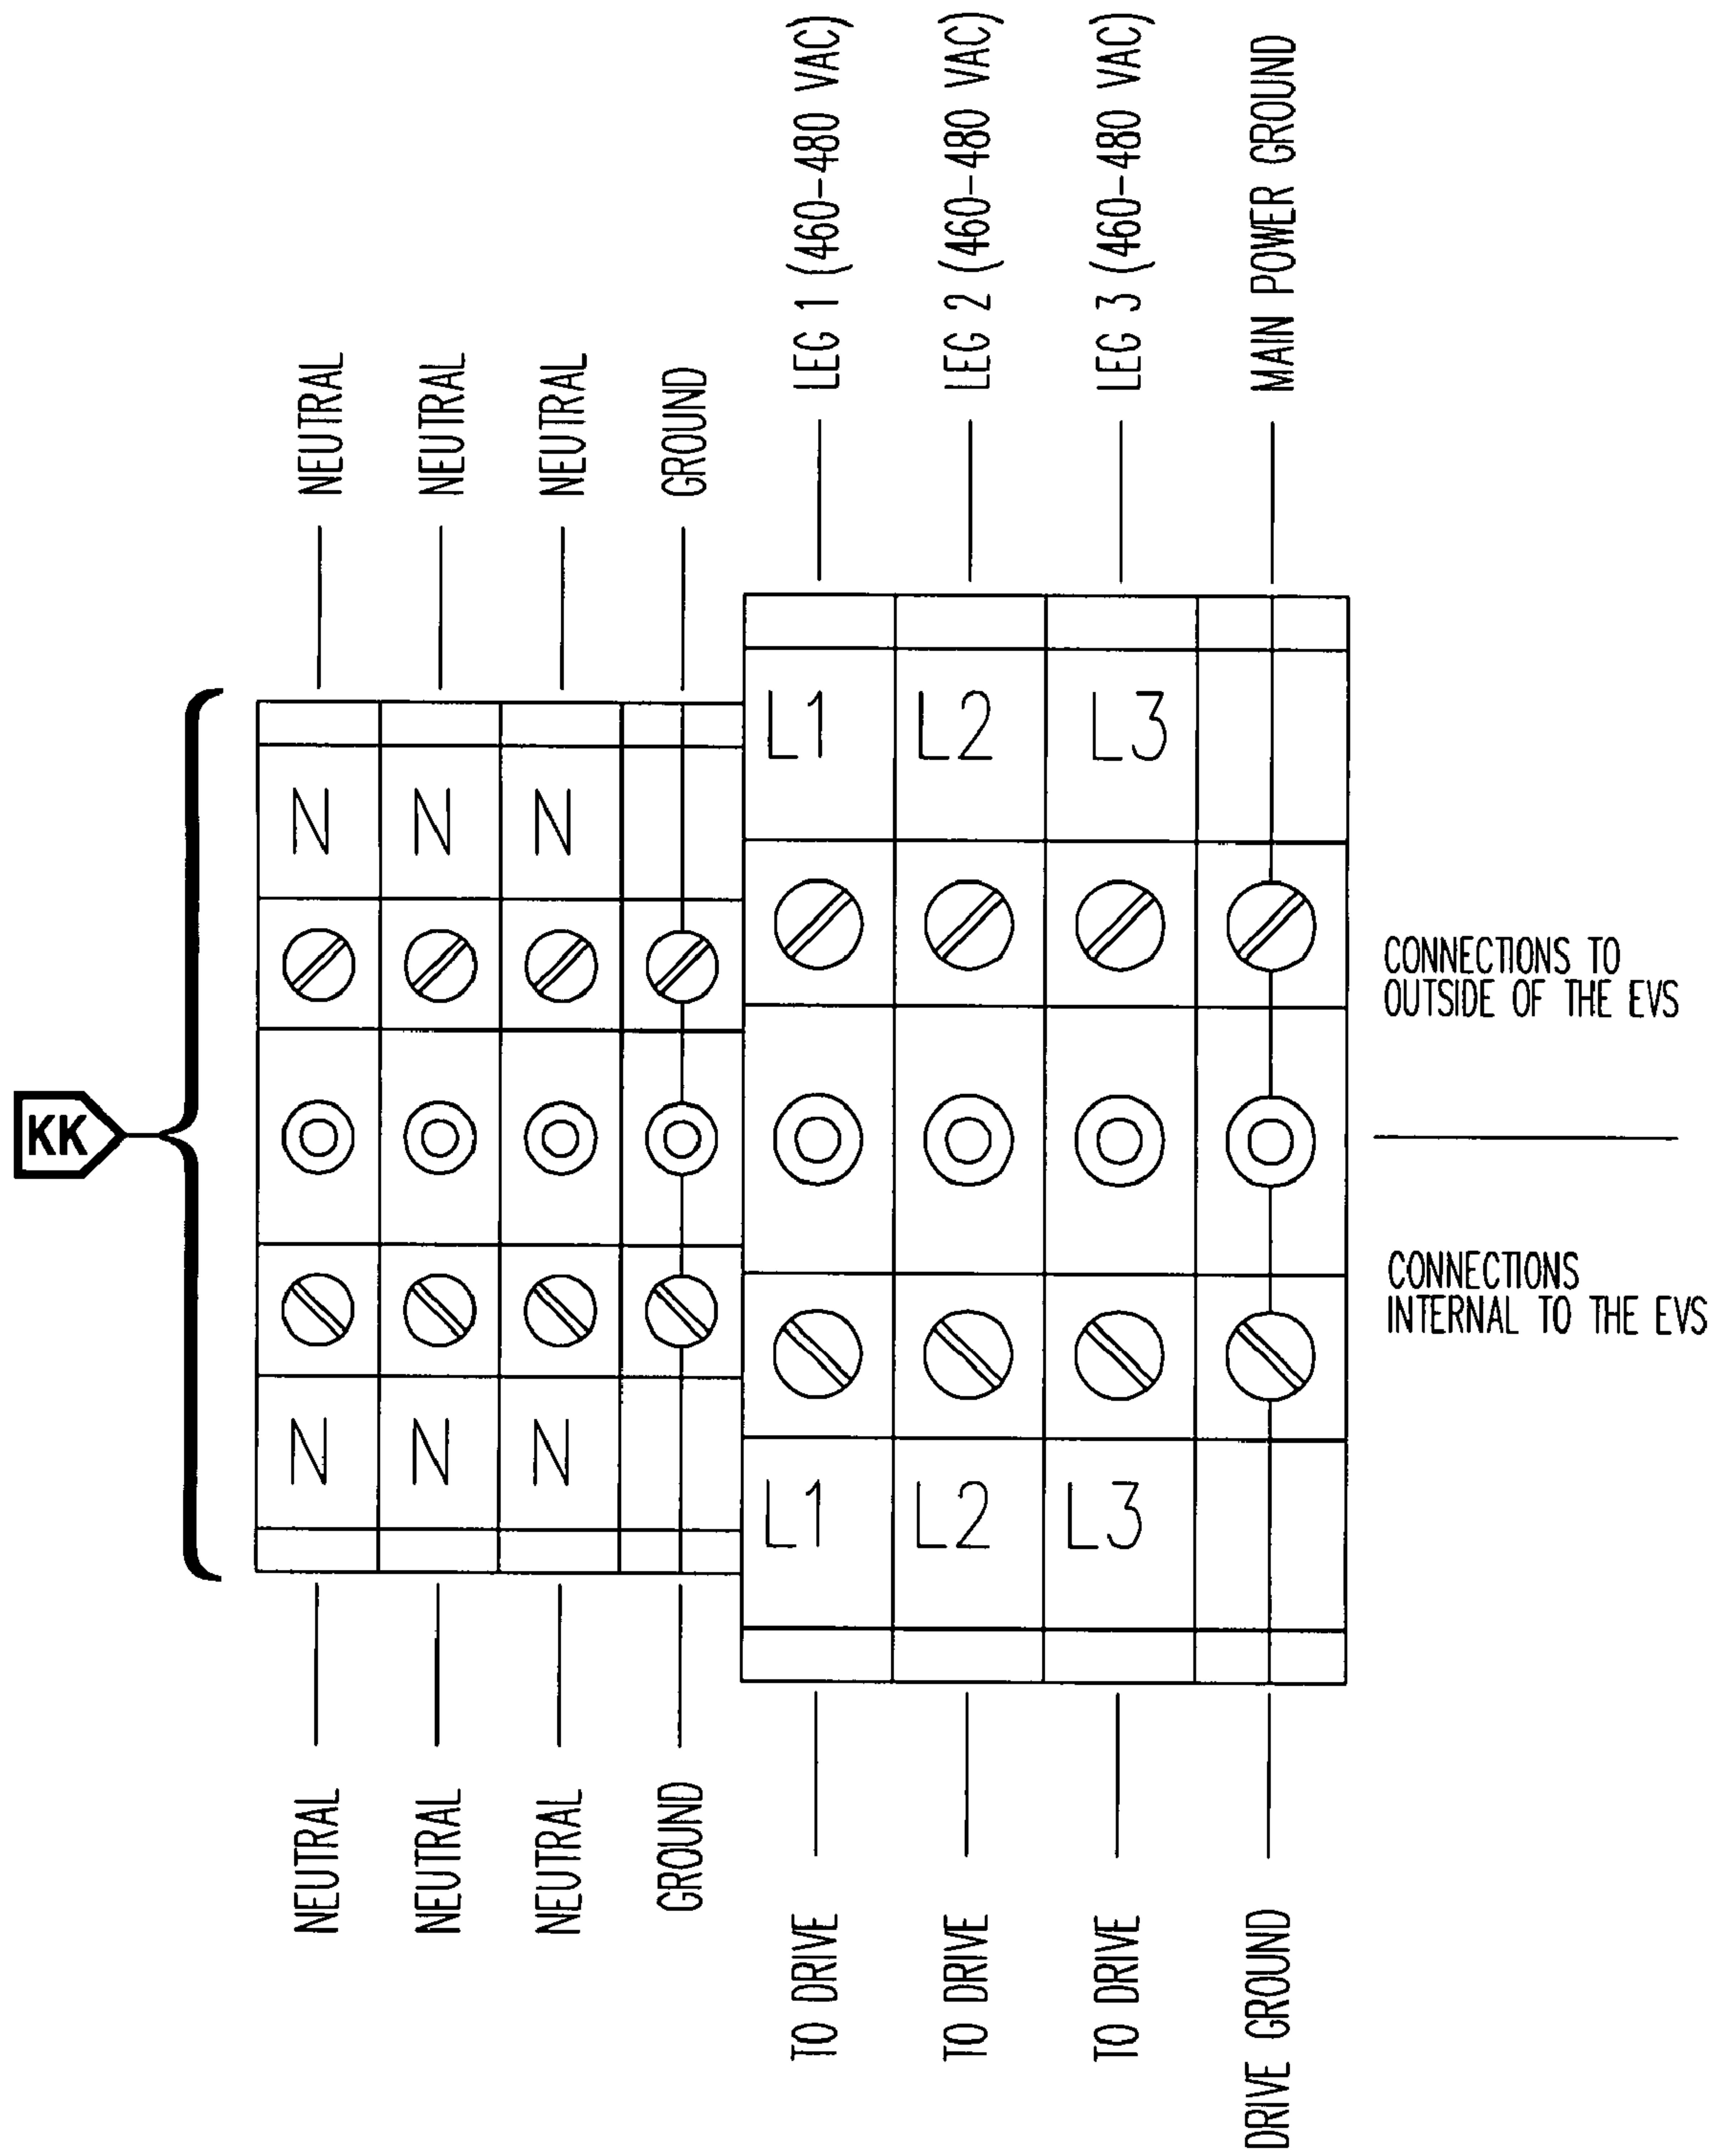 NEUTRAL
NEUTRAL
NEUTRAL
GROUND
LEG 1 (460-480 VAC)
LEG 2 (460-480 VAC)
LEG 3 (460-480 VAC)
MAIN POWER GROUND
L1
L2
L3
N
N
N
CONNECTIONS TO
OUTSIDE OF THE EVS
KK
CONNECTIONS
INTERNAL TO THE EVS
N
N
N
L1
L2
L3
NEUTRAL
NEUTRAL
NEUTRAL
GROUND
TO DRIVE
TO DRIVE
TO DRIVE
DRIVE GROUND